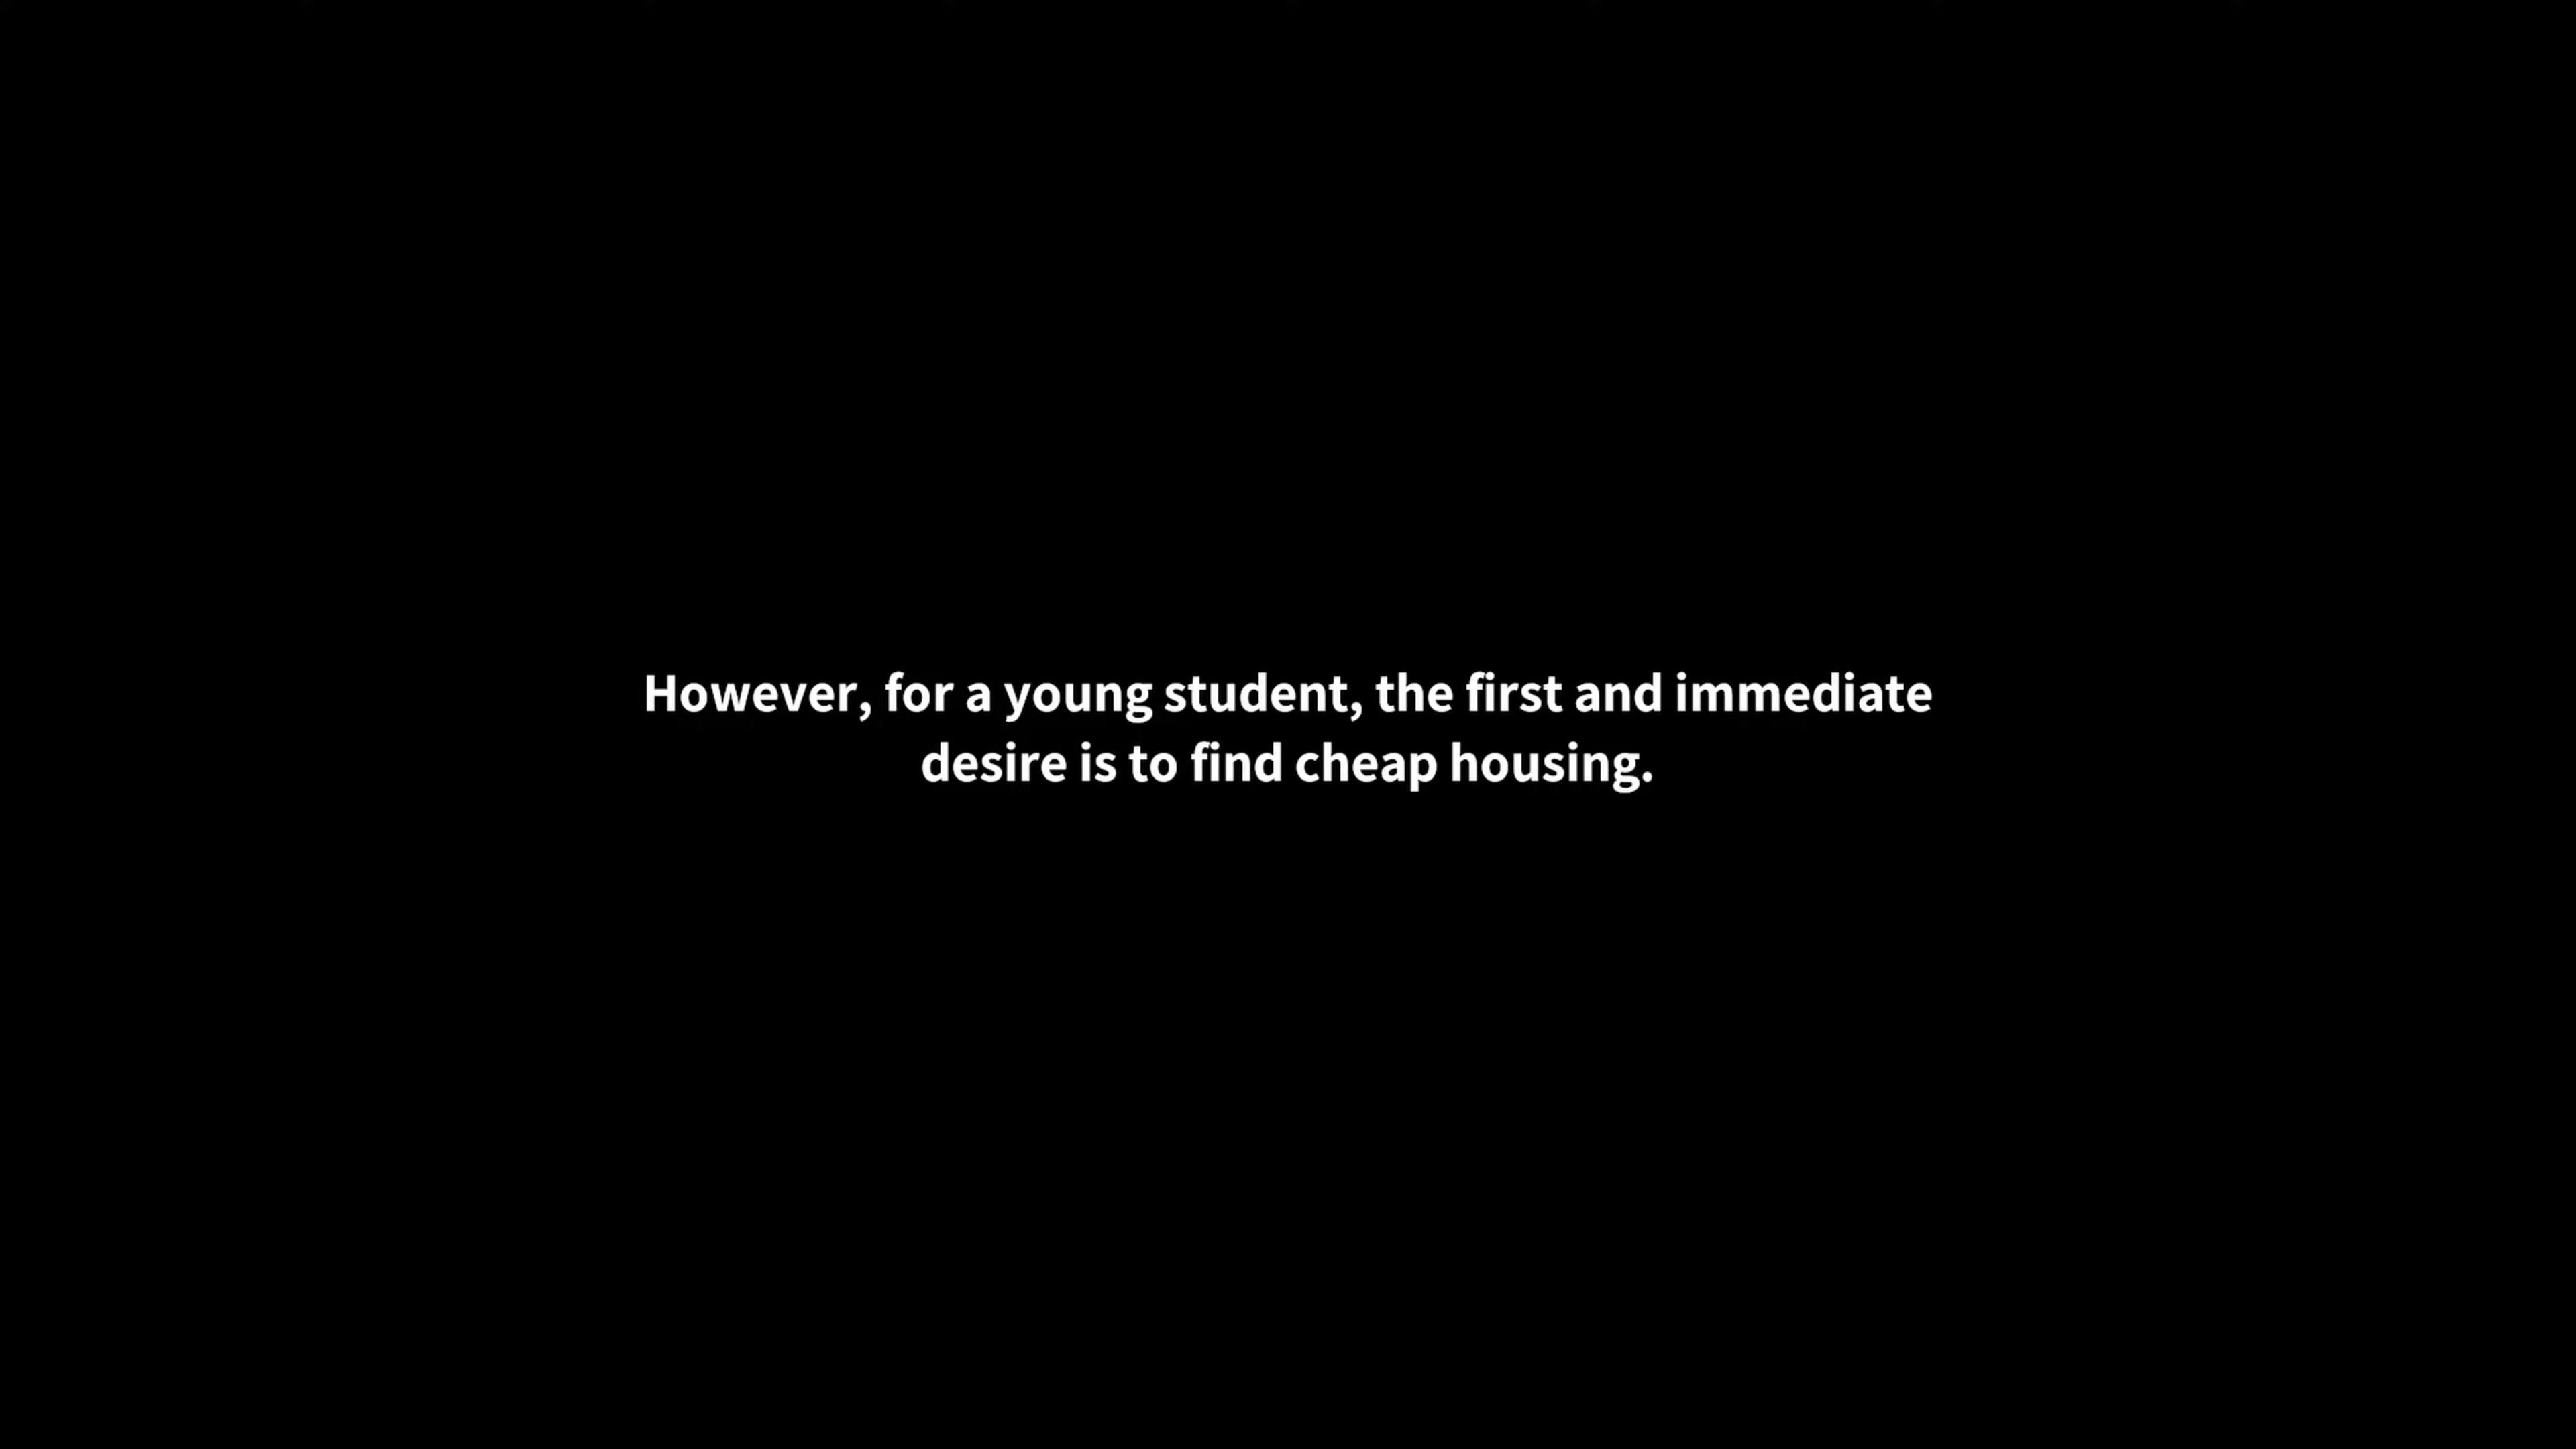 However, for a young student, the first and immediate
desire is to find cheap housing.